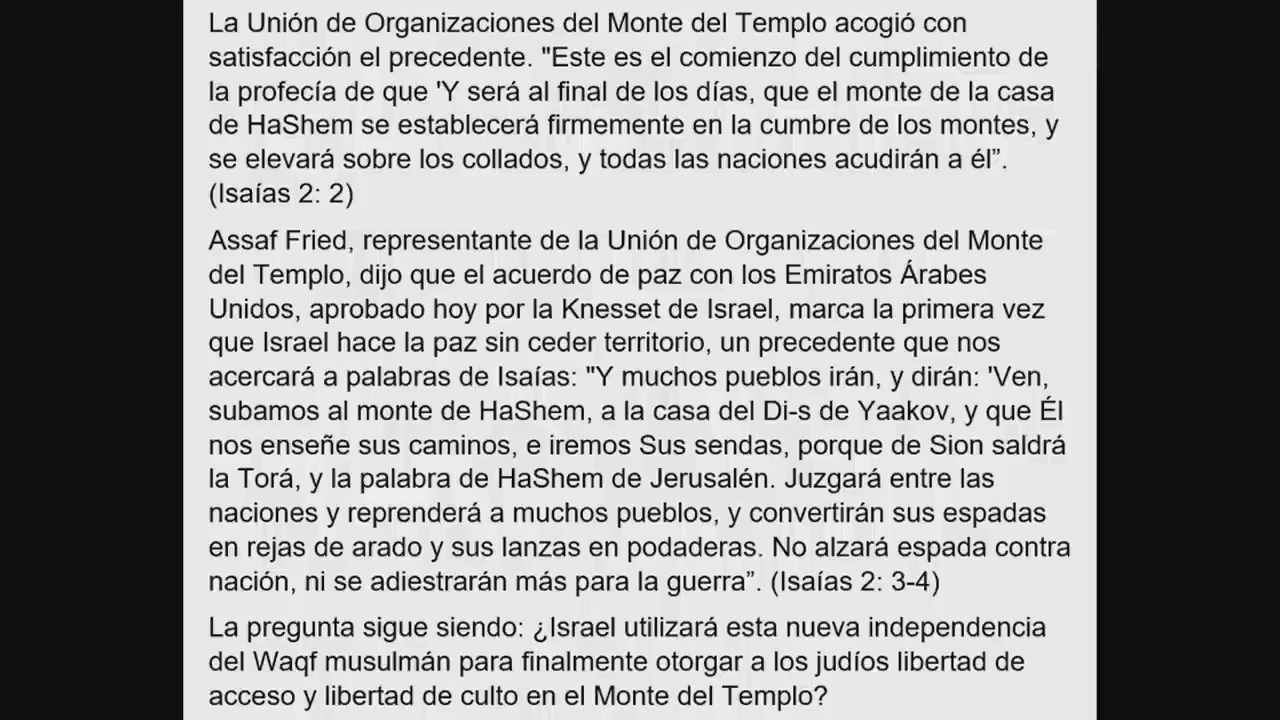 La Unión de Organizaciones del Monte del Templo acogió con
satisfacción el precedente. "Este es el comienzo del cumplimiento de
la profecía de que 'Y será al final de los días, que el monte de la casa
de HaShem se establecerá firmemente en la cumbre de los montes, y
se elevará sobre los collados, y todas las naciones acudirán a él”.
(Isaías 2: 2)
Assaf Fried, representante de la Unión de Organizaciones del Monte
del Templo, dijo que el acuerdo de paz con los Emiratos Árabes
Unidos, aprobado hoy por la Knesset de Israel, marca la primera vez
que Israel hace la paz sin ceder territorio, un precedente que nos
acercará a palabras de Isaías: "Y muchos pueblos irán, y dirán: 'Ven,
subamos al monte de HaShem, a la casa del Di-s de Yaakov, y que Él
nos enseñe sus caminos, e iremos Sus sendas, porque de Sion saldrá
la Torá, y la palabra de HaShem de Jerusalén. Juzgará entre las
naciones y reprenderá a muchos pueblos, y convertirán sus espadas
en rejas de arado y sus lanzas en podaderas. No alzará espada contra
nación, ni se adiestrarán más para la guerra”. (Isaías 2: 3-4)
La pregunta sigue siendo: ¿Israel utilizará esta nueva independencia
del Waqf musulmán para finalmente otorgar a los judíos libertad de
acceso y libertad de culto en el Monte del Templo?